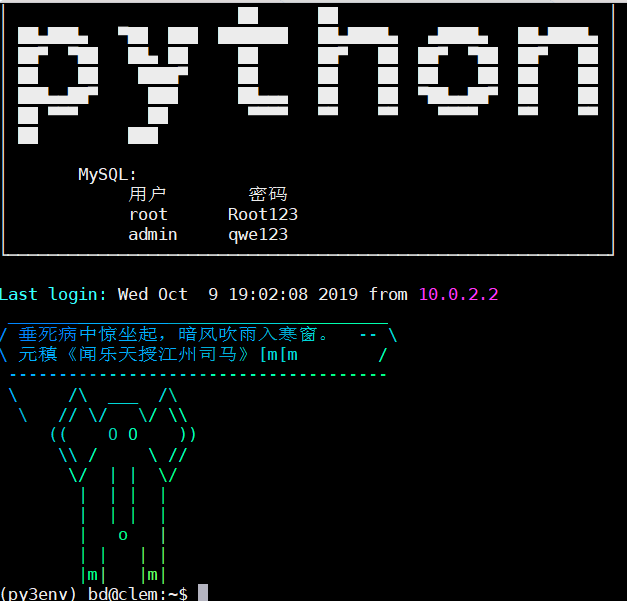 python
MySQL:
用户 密码
root Root123
admin qwe123
Last login: Wed Oct  9 19:02:08 2019 from 10.0.2.2
/ 垂死病中惊坐起，暗风吹雨入寒窗。 -- \
\ 元稹《闻乐天授江州司马》[m[m /
(py3env) bd@clem:~$